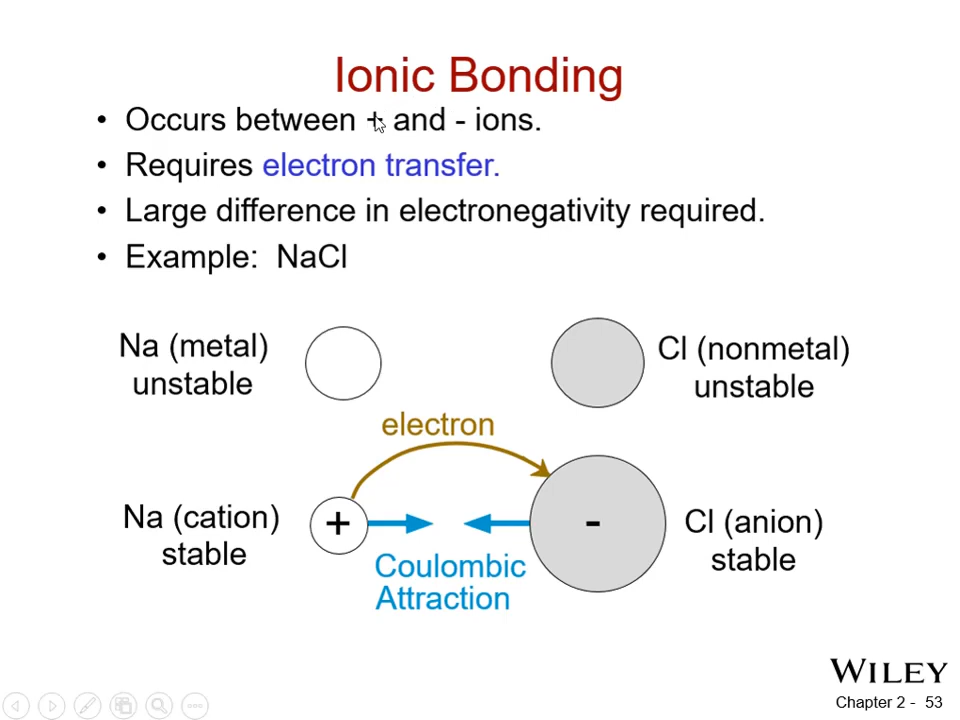 Ionic Bonding
• Occurs between + and - ions.
• Requires electron transfer.
• Large difference in electronegativity required.
• Example: NaCl
Na (metal)
unstable
Cl (nonmetal)
unstable
electron
Na (cation)
stable
+
-
Cl (anion)
stable
Coulombic
Attraction
WILEY
Chapter 2 - 53